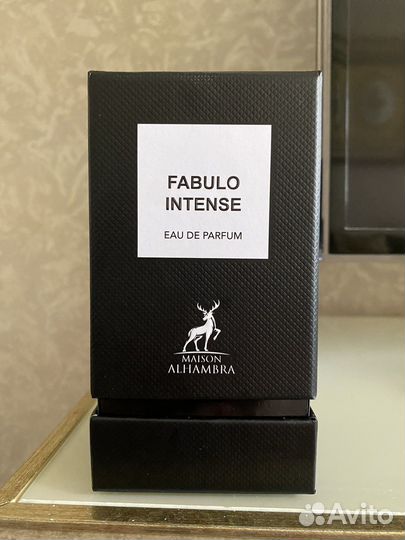 FABULO
INTENSE
EAU DE PARFUM
MAISON
ALHAMBRA
Avito